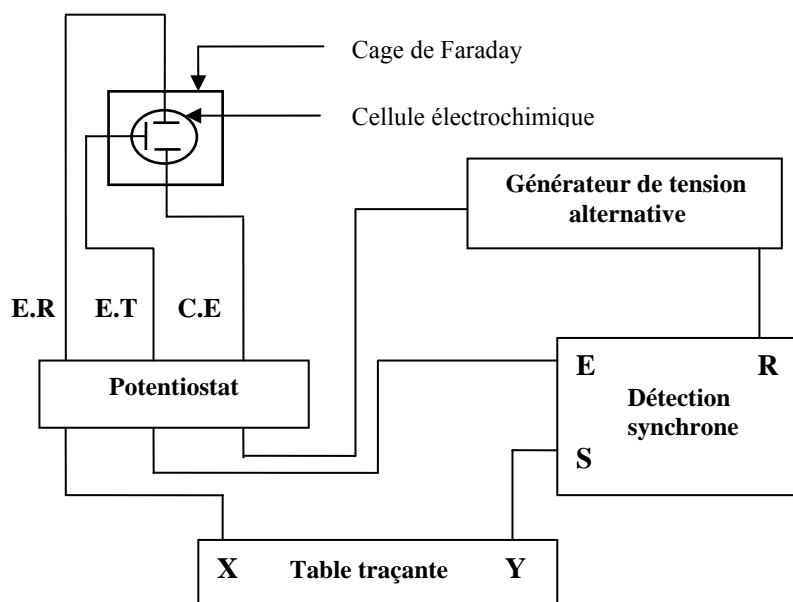 Cage de Faraday
Cellule électrochimique
Générateur de tension
alternative
E.R E.T C.E
Potentiostat
E R
Détection
synchrone
S
X Table traçante Y